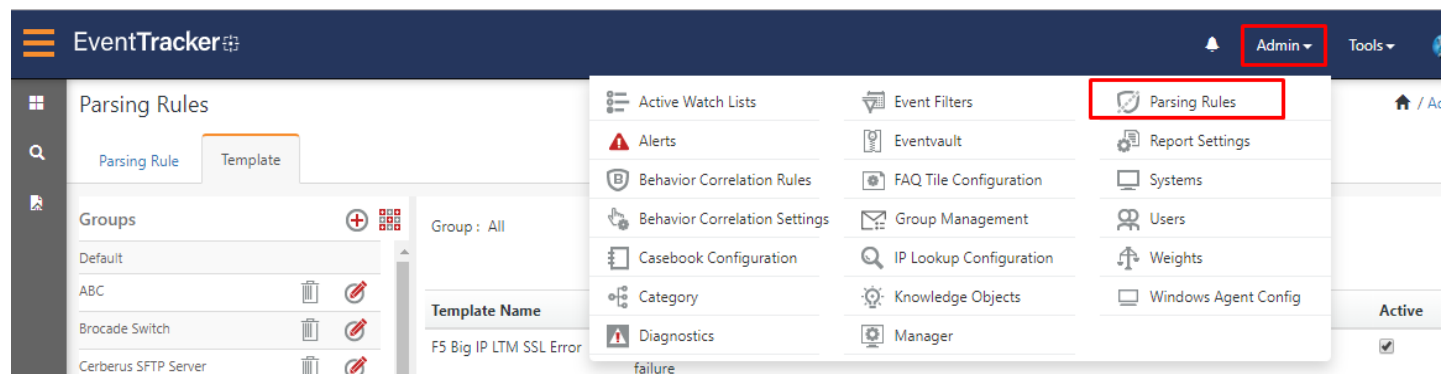 EventTracker
Admin
Tools
Parsing Rules
Parsing Rule
Template
Groups
Default
ABC
Brocade Switch
Cerberus SFTP Server
Group : All
Template Name
F5 Big IP LTM SSL Error
failure
Active Watch Lists
Alerts
Behavior Correlation Rules
Behavior Correlation Settings
Casebook Configuration
Category
Diagnostics
Event Filters
Eventvault
FAQ Tile Configuration
Group Management
IP Lookup Configuration
Knowledge Objects
Manager
Parsing Rules
Report Settings
Systems
Users
Weights
Windows Agent Config
/ Ad
Active